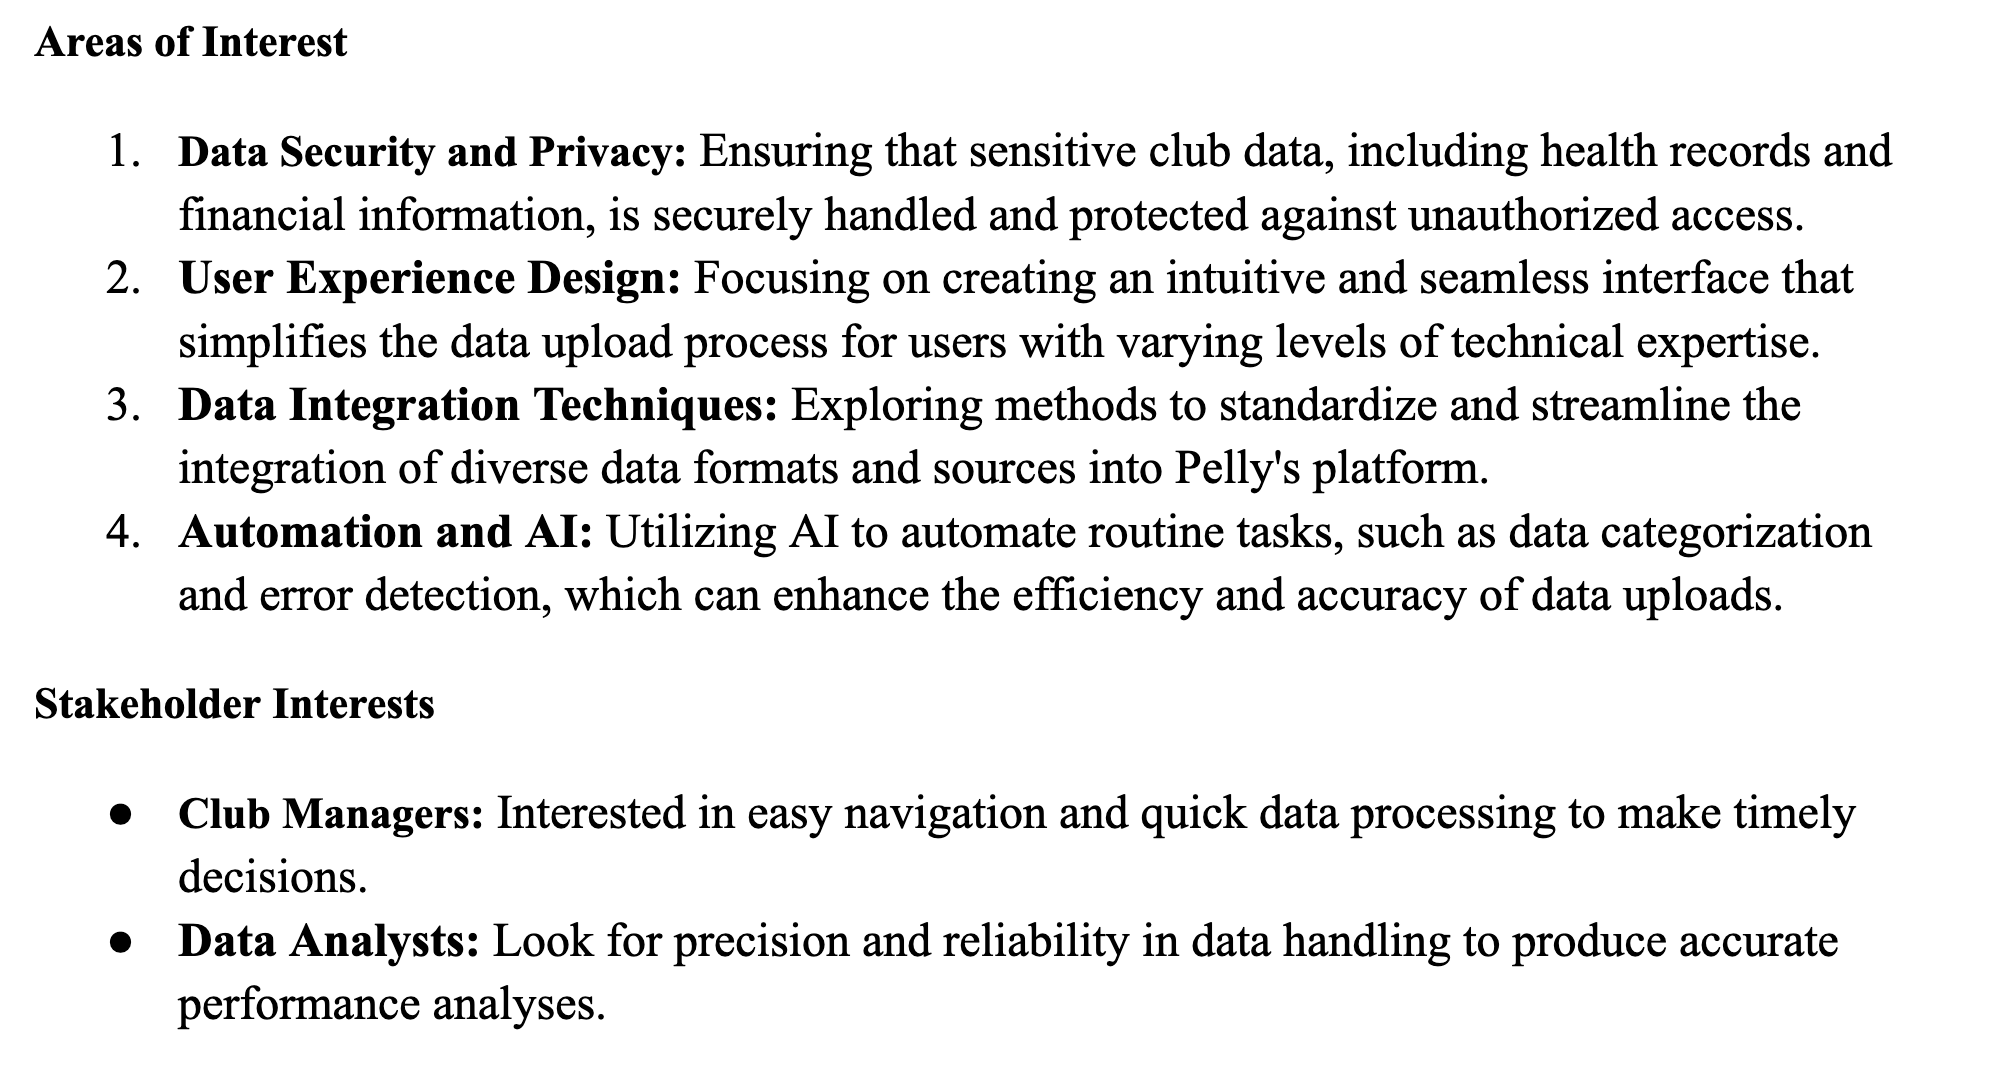 Areas of Interest
1. Data Security and Privacy: Ensuring that sensitive club data, including health records and
financial information, is securely handled and protected against unauthorized access.
2. User Experience Design: Focusing on creating an intuitive and seamless interface that
simplifies the data upload process for users with varying levels of technical expertise.
3. Data Integration Techniques: Exploring methods to standardize and streamline the
integration of diverse data formats and sources into Pelly's platform.
4. Automation and AI: Utilizing AI to automate routine tasks, such as data categorization
and error detection, which can enhance the efficiency and accuracy of data uploads.
Stakeholder Interests
● Club Managers: Interested in easy navigation and quick data processing to make timely
decisions.
● Data Analysts: Look for precision and reliability in data handling to produce accurate
performance analyses.